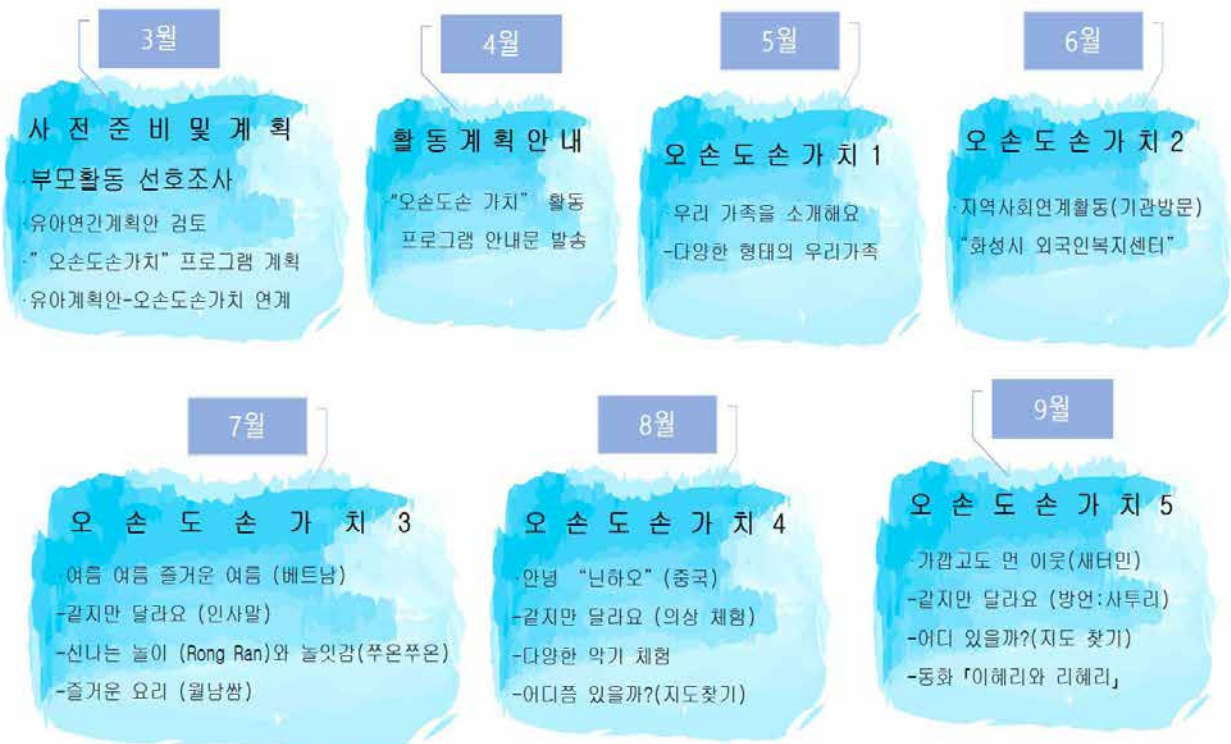 3월
사 전 준 비 및 계 획
부모활동 선호조사
·유아연간계획안 검토
·" 오손도손가치" 프로그램 계획
·유아계획안-오손도손가치 연계
4월
활 동 계 획 안 내
·"오손도손 가치" 활동
프로그램 안내문 발송
5월
오 손 도 손 가 치 1
·우리 가족을 소개해요
-다양한 형태의 우리가족
6월
오 손 도 손 가 치 2
·지역사회연계활동(기관방문)
"화성시 외국인복지센터"
7월
오 손 도 손 가 치 3
·여름 여름 즐거운 여름 (베트남)
-같지만 달라요 (인사말)
-신나는 놀이 (Rong Ran)와 놀잇감(쭈온쭈온)
-즐거운 요리 (월남쌈)
8월
오 손 도 손 가 치 4
·안녕 "닌하오" (중국)
-같지만 달라요 (의상 체험)
-다양한 악기 체험
-어디쯤 있을까?(지도찾기)
9월
오 손 도 손 가 치 5
·가깝고도 먼 이웃(새터민)
-같지만 달라요 (방언:사투리)
-어디 있을까?(지도 찾기)
-동화 「이혜리와 리혜리」